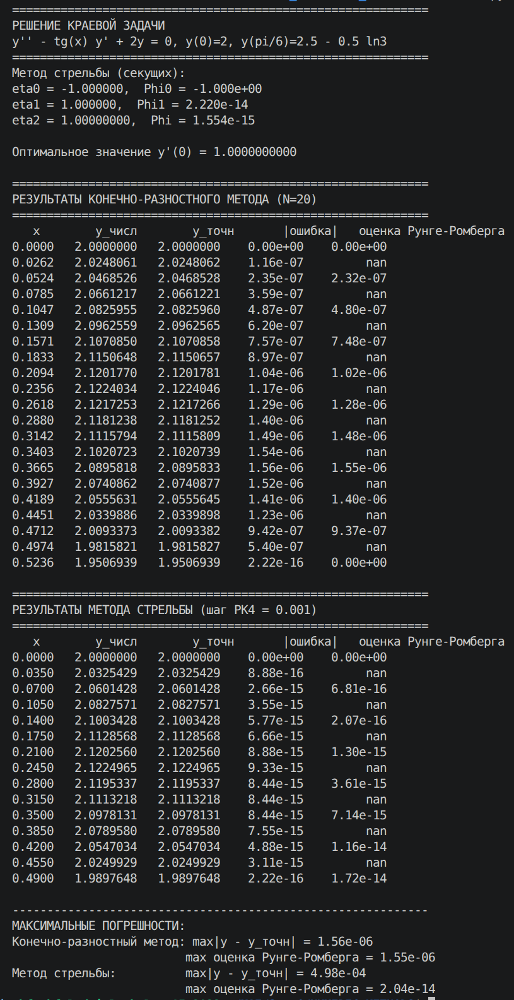 ============================================================
РЕШЕНИЕ КРАЕВОЙ ЗАДАЧИ
y'' - tg(x) y' + 2y = 0, y(0)=2, y(pi/6)=2.5 - 0.5 ln3
============================================================
Метод стрельбы (секущих):
eta0 = -1.000000,  Phi0 = -1.000e+00
eta1 = 1.000000,  Phi1 = 2.220e-14
eta2 = 1.00000000,  Phi = 1.554e-15
Оптимальное значение y'(0) = 1.0000000000
============================================================
РЕЗУЛЬТАТЫ КОНЕЧНО-РАЗНОСТНОГО МЕТОДА (N=20)
============================================================
   x        y_числ        y_точн       |ошибка|   оценка Рунге-Ромберга
0.0000   2.0000000   2.0000000    0.00e+00    0.00e+00
0.0262   2.0248061   2.0248062    1.16e-07         nan
0.0524   2.0468526   2.0468528    2.35e-07    2.32e-07
0.0785   2.0661217   2.0661221    3.59e-07         nan
0.1047   2.0825955   2.0825960    4.87e-07    4.80e-07
0.1309   2.0962559   2.0962565    6.20e-07         nan
0.1571   2.1070850   2.1070858    7.57e-07    7.48e-07
0.1833   2.1150648   2.1150657    8.97e-07         nan
0.2094   2.1201770   2.1201781    1.04e-06    1.02e-06
0.2356   2.1224034   2.1224046    1.17e-06         nan
0.2618   2.1217253   2.1217266    1.29e-06    1.28e-06
0.2880   2.1181238   2.1181252    1.40e-06         nan
0.3142   2.1115794   2.1115809    1.49e-06    1.48e-06
0.3403   2.1020723   2.1020739    1.54e-06         nan
0.3665   2.0895818   2.0895833    1.56e-06    1.55e-06
0.3927   2.0740862   2.0740877    1.52e-06         nan
0.4189   2.0555631   2.0555645    1.41e-06    1.40e-06
0.4451   2.0339886   2.0339898    1.23e-06         nan
0.4712   2.0093373   2.0093382    9.42e-07    9.37e-07
0.4974   1.9815821   1.9815827    5.40e-07         nan
0.5236   1.9506939   1.9506939    2.22e-16    0.00e+00
============================================================
РЕЗУЛЬТАТЫ МЕТОДА СТРЕЛЬБЫ (шаг РК4 = 0.001)
============================================================
   x        y_числ        y_точн       |ошибка|   оценка Рунге-Ромберга
0.0000   2.0000000   2.0000000    0.00e+00    0.00e+00
0.0350   2.0325429   2.0325429    8.88e-16         nan
0.0700   2.0601428   2.0601428    2.66e-15    6.81e-16
0.1050   2.0827571   2.0827571    3.55e-15         nan
0.1400   2.1003428   2.1003428    5.77e-15    2.07e-16
0.1750   2.1128568   2.1128568    6.66e-15         nan
0.2100   2.1202560   2.1202560    8.88e-15    1.30e-15
0.2450   2.1224965   2.1224965    9.33e-15         nan
0.2800   2.1195337   2.1195337    8.44e-15    3.61e-15
0.3150   2.1113218   2.1113218    8.44e-15         nan
0.3500   2.0978131   2.0978131    8.44e-15    7.14e-15
0.3850   2.0789580   2.0789580    7.55e-15         nan
0.4200   2.0547034   2.0547034    4.88e-15    1.16e-14
0.4550   2.0249929   2.0249929    3.11e-15         nan
0.4900   1.9897648   1.9897648    2.22e-16    1.72e-14
------------------------------------------------------------
МАКСИМАЛЬНЫЕ ПОГРЕШНОСТИ:
Конечно-разностный метод: max|y - y_точн| = 1.56e-06
                         max оценка Рунге-Ромберга = 1.55e-06
Метод стрельбы:          max|y - y_точн| = 4.98e-04
                         max оценка Рунге-Ромберга = 2.04e-14